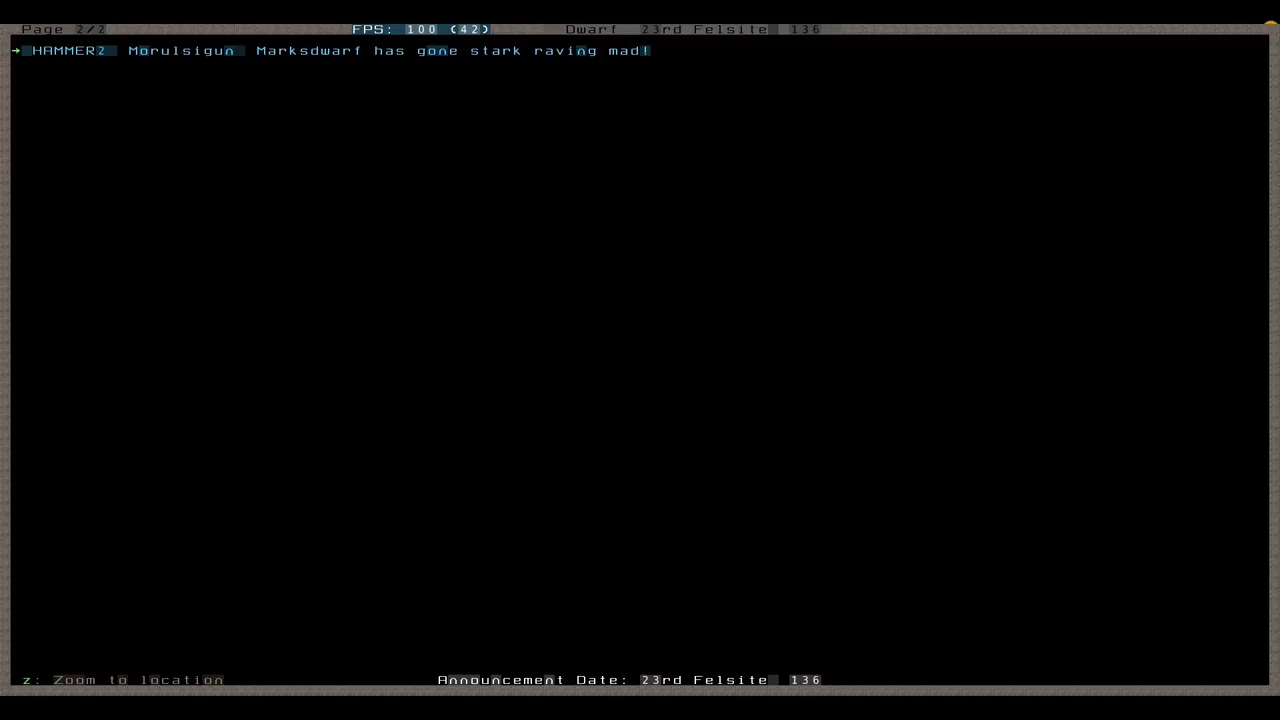 Page 2/2 FPS: 100 (42) Dwarf 23rd Felsite 136
→ HAMMER2 Morulsigun Marksdwarf has gone stark raving mad!
z: Zoom to location Announcement Date: 23rd Felsite 136